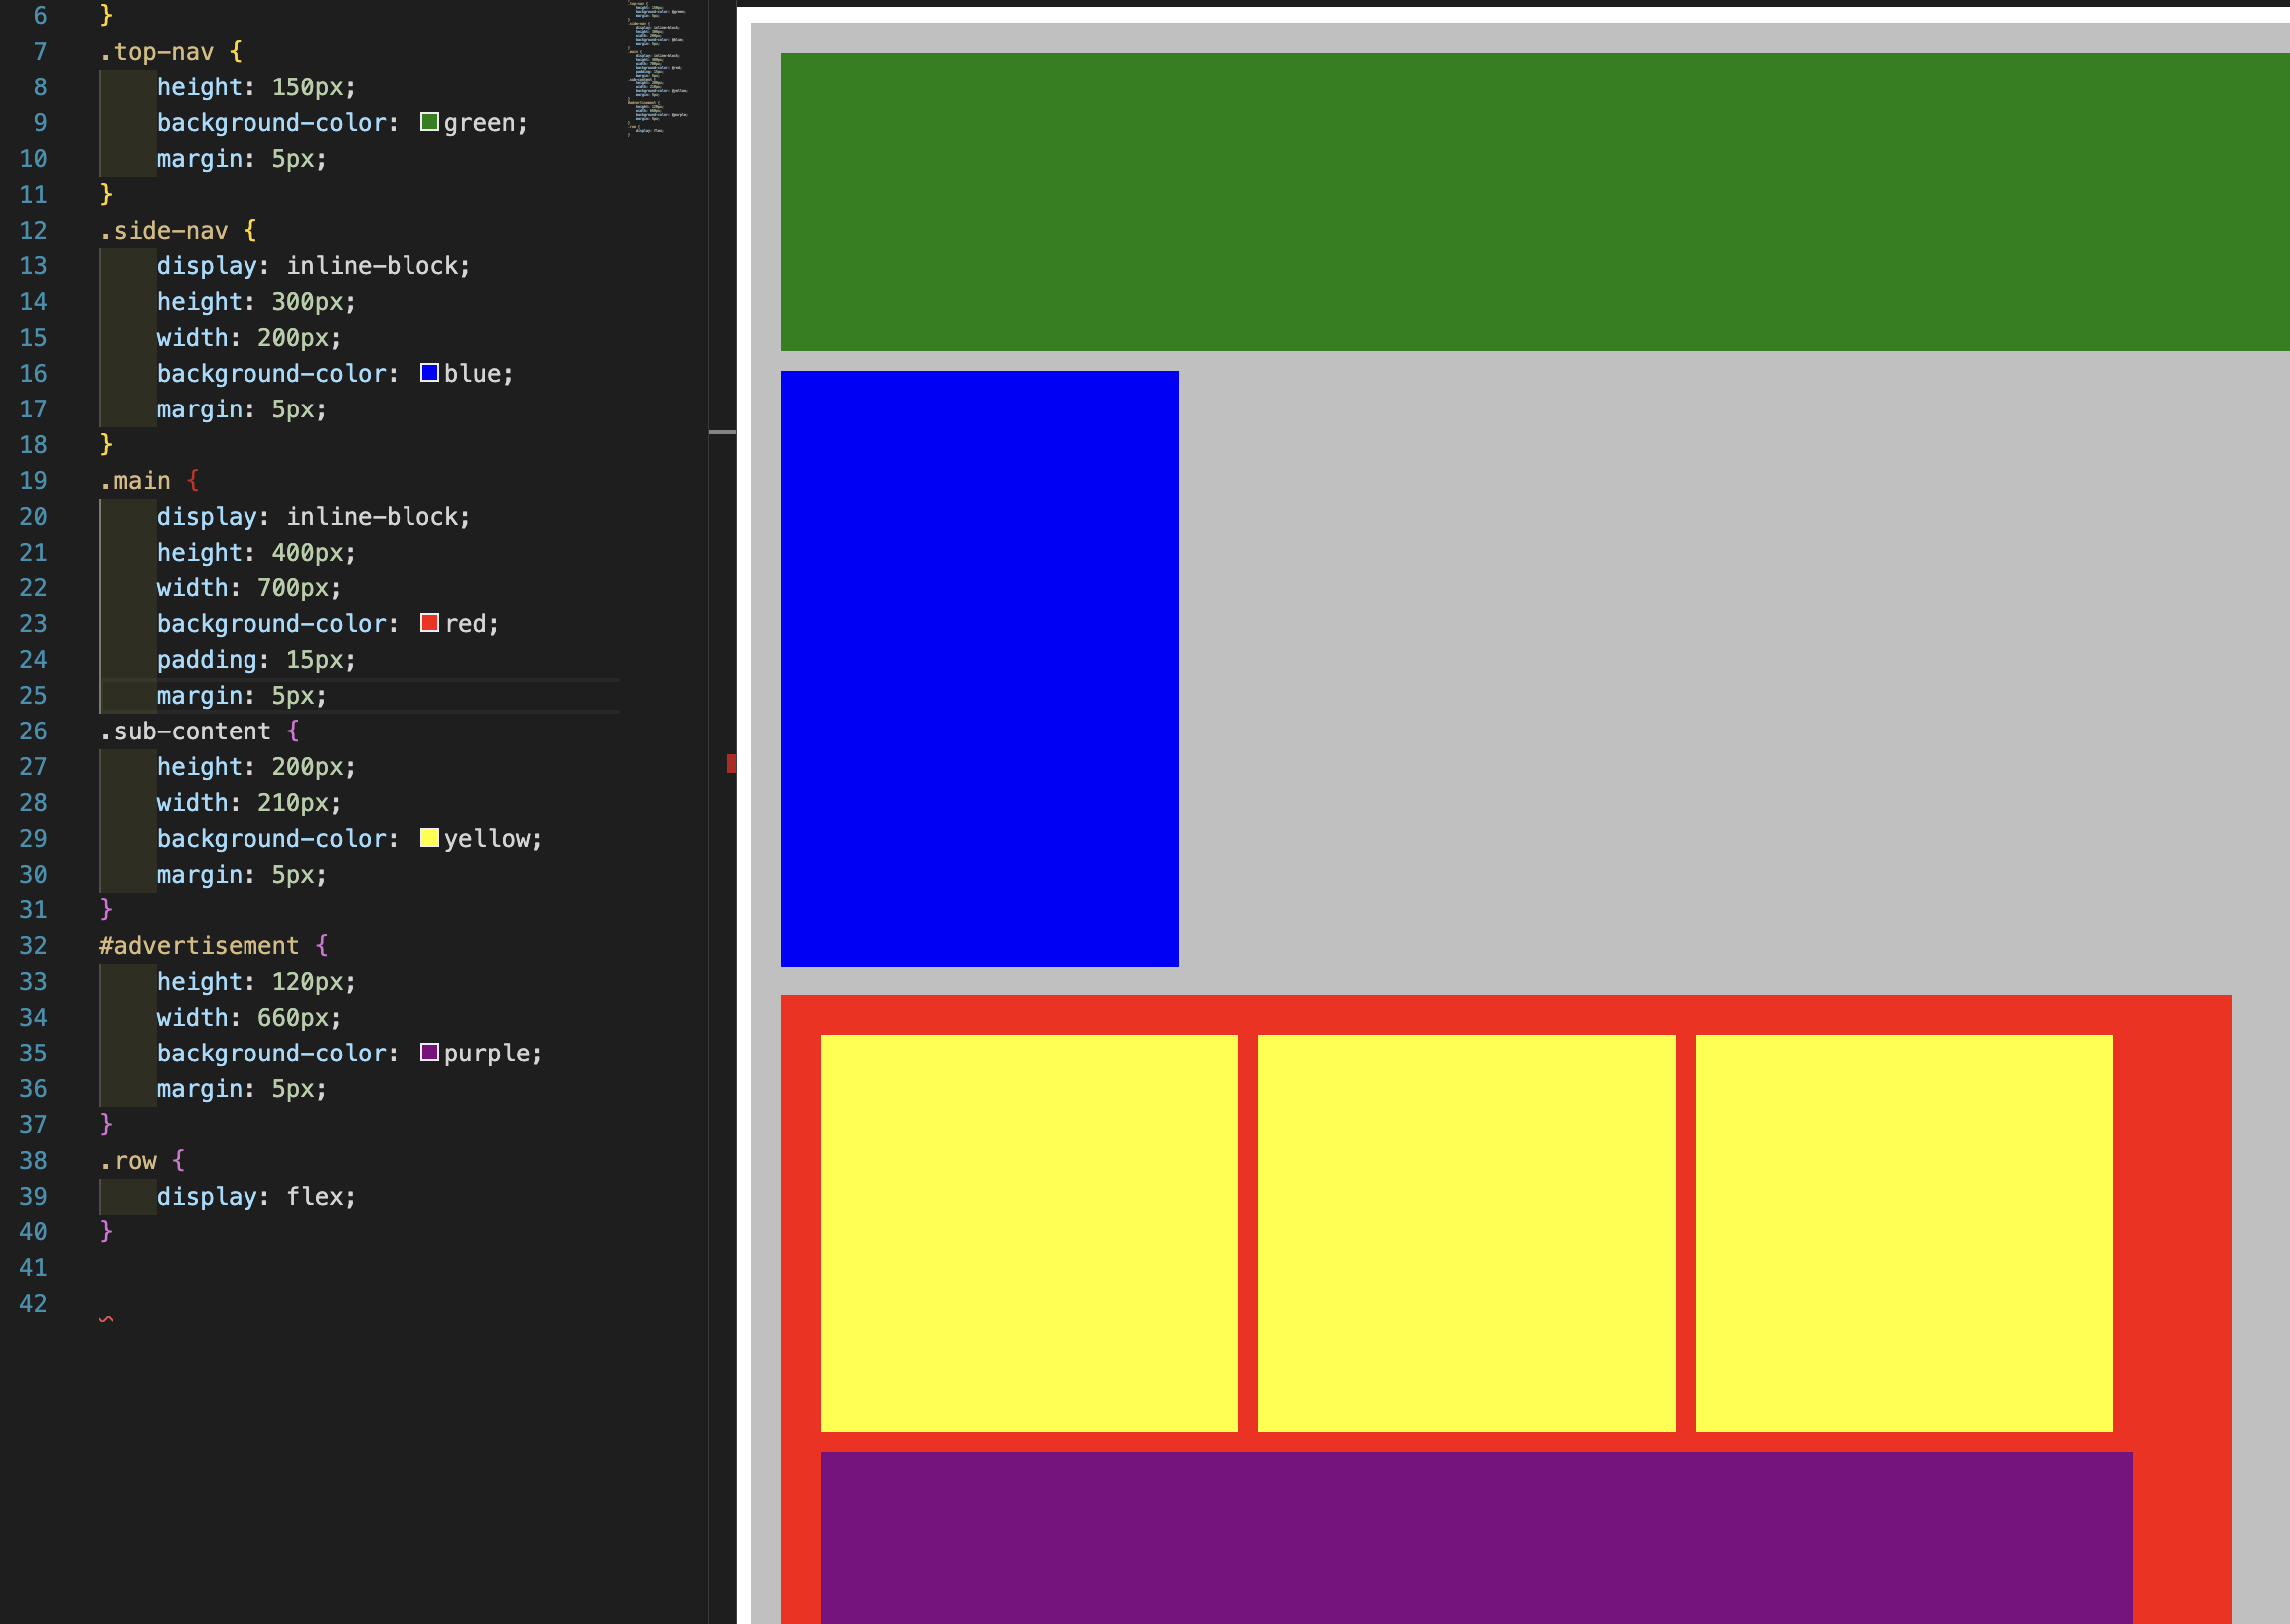 6 }
7 .top-nav {
8 height: 150px;
9 background-color: green;
10 margin: 5px;
11 }
12 .side-nav {
13 display: inline-block;
14 height: 300px;
15 width: 200px;
16 background-color: blue;
17 margin: 5px;
18 }
19 .main {
20 display: inline-block;
21 height: 400px;
22 width: 700px;
23 background-color: red;
24 padding: 15px;
25 margin: 5px;
26 .sub-content {
27 height: 200px;
28 width: 210px;
29 background-color: yellow;
30 margin: 5px;
31 }
32 #advertisement {
33 height: 120px;
34 width: 660px;
35 background-color: purple;
36 margin: 5px;
37 }
38 .row {
39 display: flex;
40 }
41
42